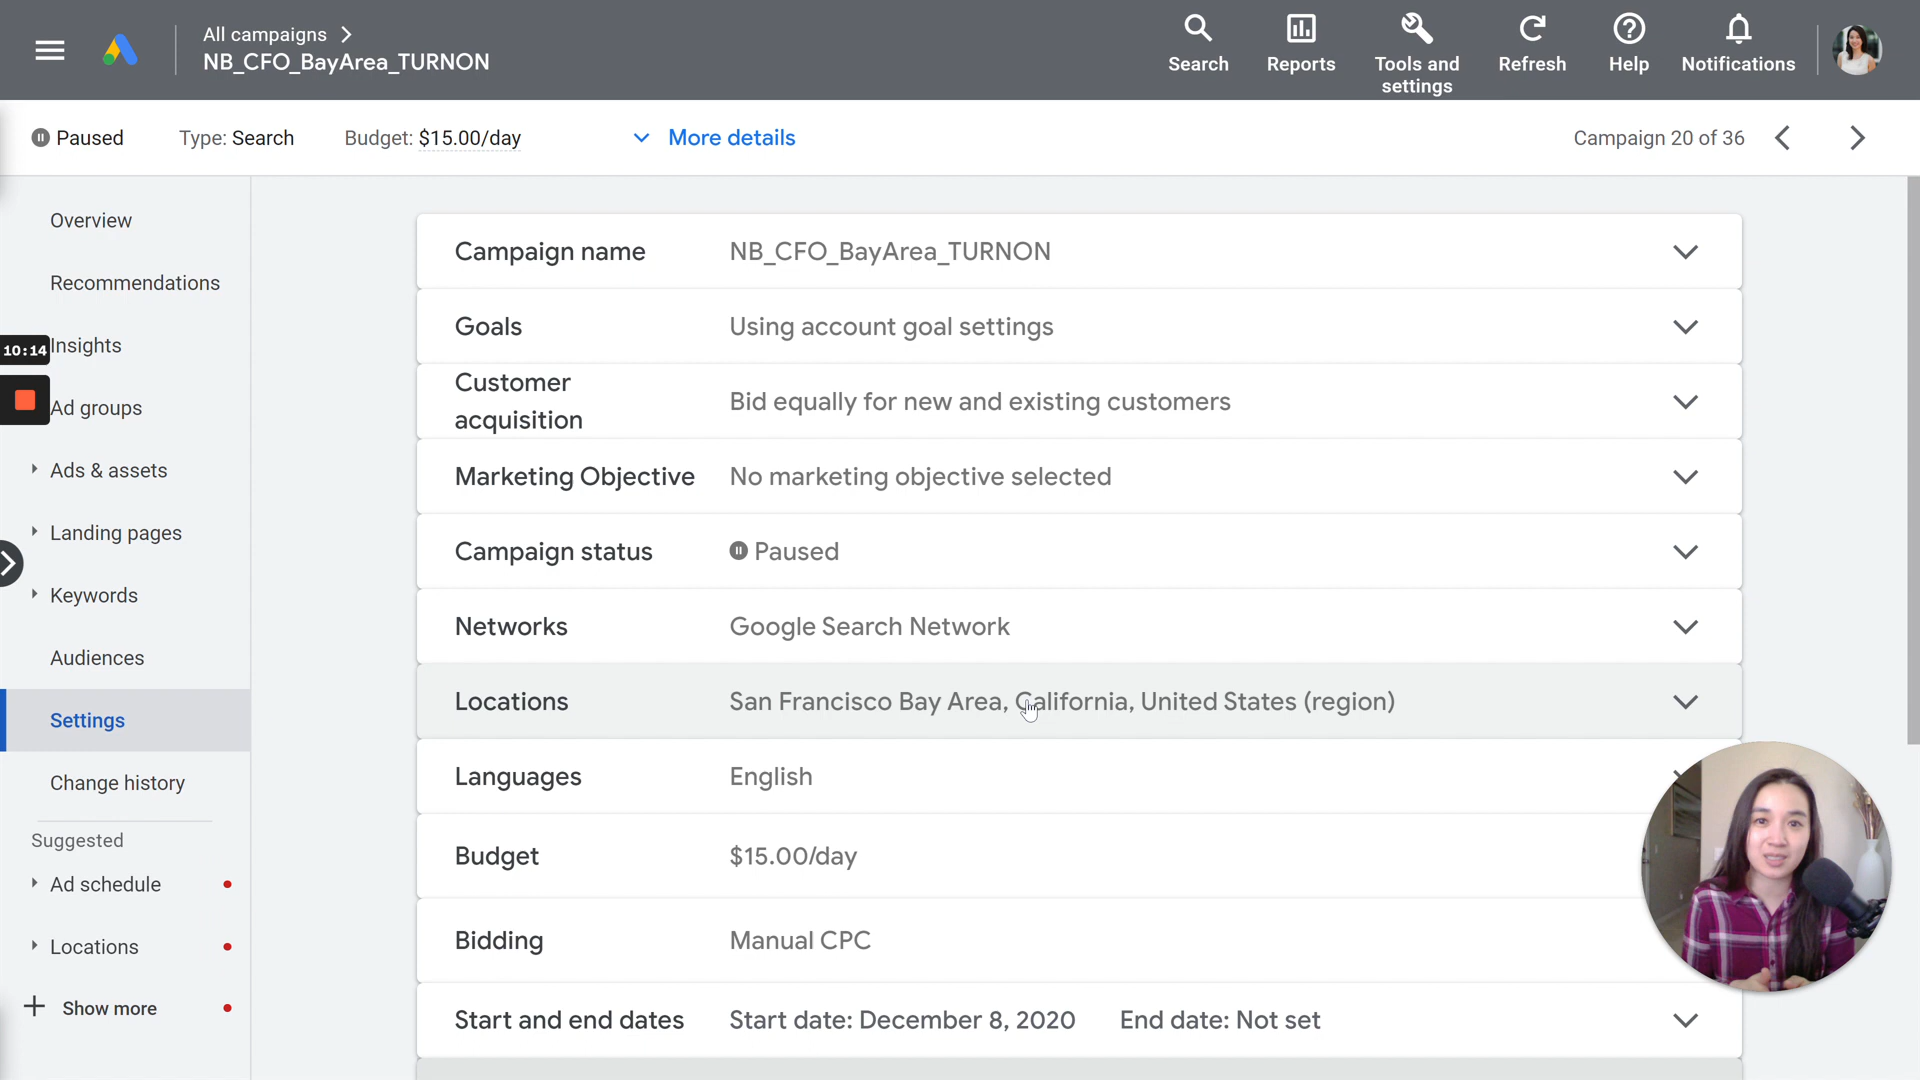 All campaigns
NB_CFO_BayArea_TURNON
Search
Reports
Tools and
settings
Refresh
Help
Notifications
Paused
Type: Search
Budget: $15.00/day
More details
Campaign 20 of 36
Overview
Recommendations
10:14
Insights
Ad groups
Ads & assets
Landing pages
Keywords
Audiences
Settings
Change history
Suggested
Ad schedule
Locations
Show more
Campaign name
NB_CFO_BayArea_TURNON
Goals
Using account goal settings
Customer
acquisition
Bid equally for new and existing customers
Marketing Objective
No marketing objective selected
Campaign status
Paused
Networks
Google Search Network
Locations
San Francisco Bay Area, California, United States (region)
Languages
English
Budget
$15.00/day
Bidding
Manual CPC
Start and end dates
Start date: December 8, 2020
End date: Not set